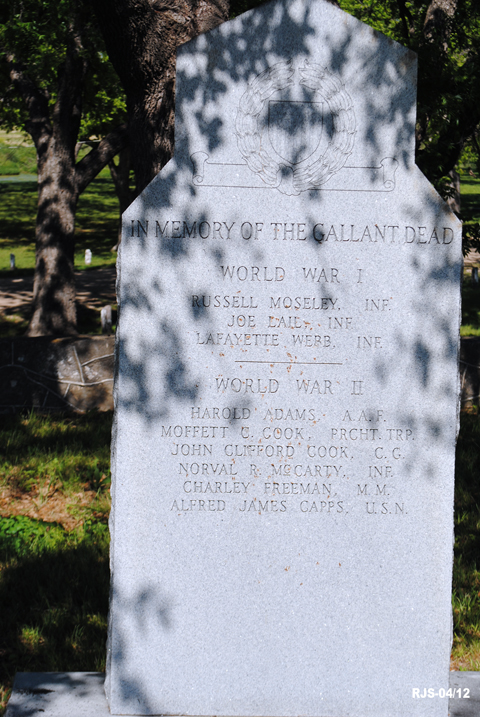 IN MEMORY OF THE GALLANT DEAD
WORLD WAR I
RUSSELL MOSELEY, INF.
JOE LAIL, INF.
LAFAYETTE WEBB, INF.
WORLD WAR II
HAROLD ADAMS, A.A.F.
MOFFETT C. COOK, PRCHT. TRP.
JOHN CLIFFORD COOK, C.G.
NORVAL R. McCARTY, INF.
CHARLEY FREEMAN, M.M.
ALFRED JAMES CAPPS, U.S.N.
RJS-04/12